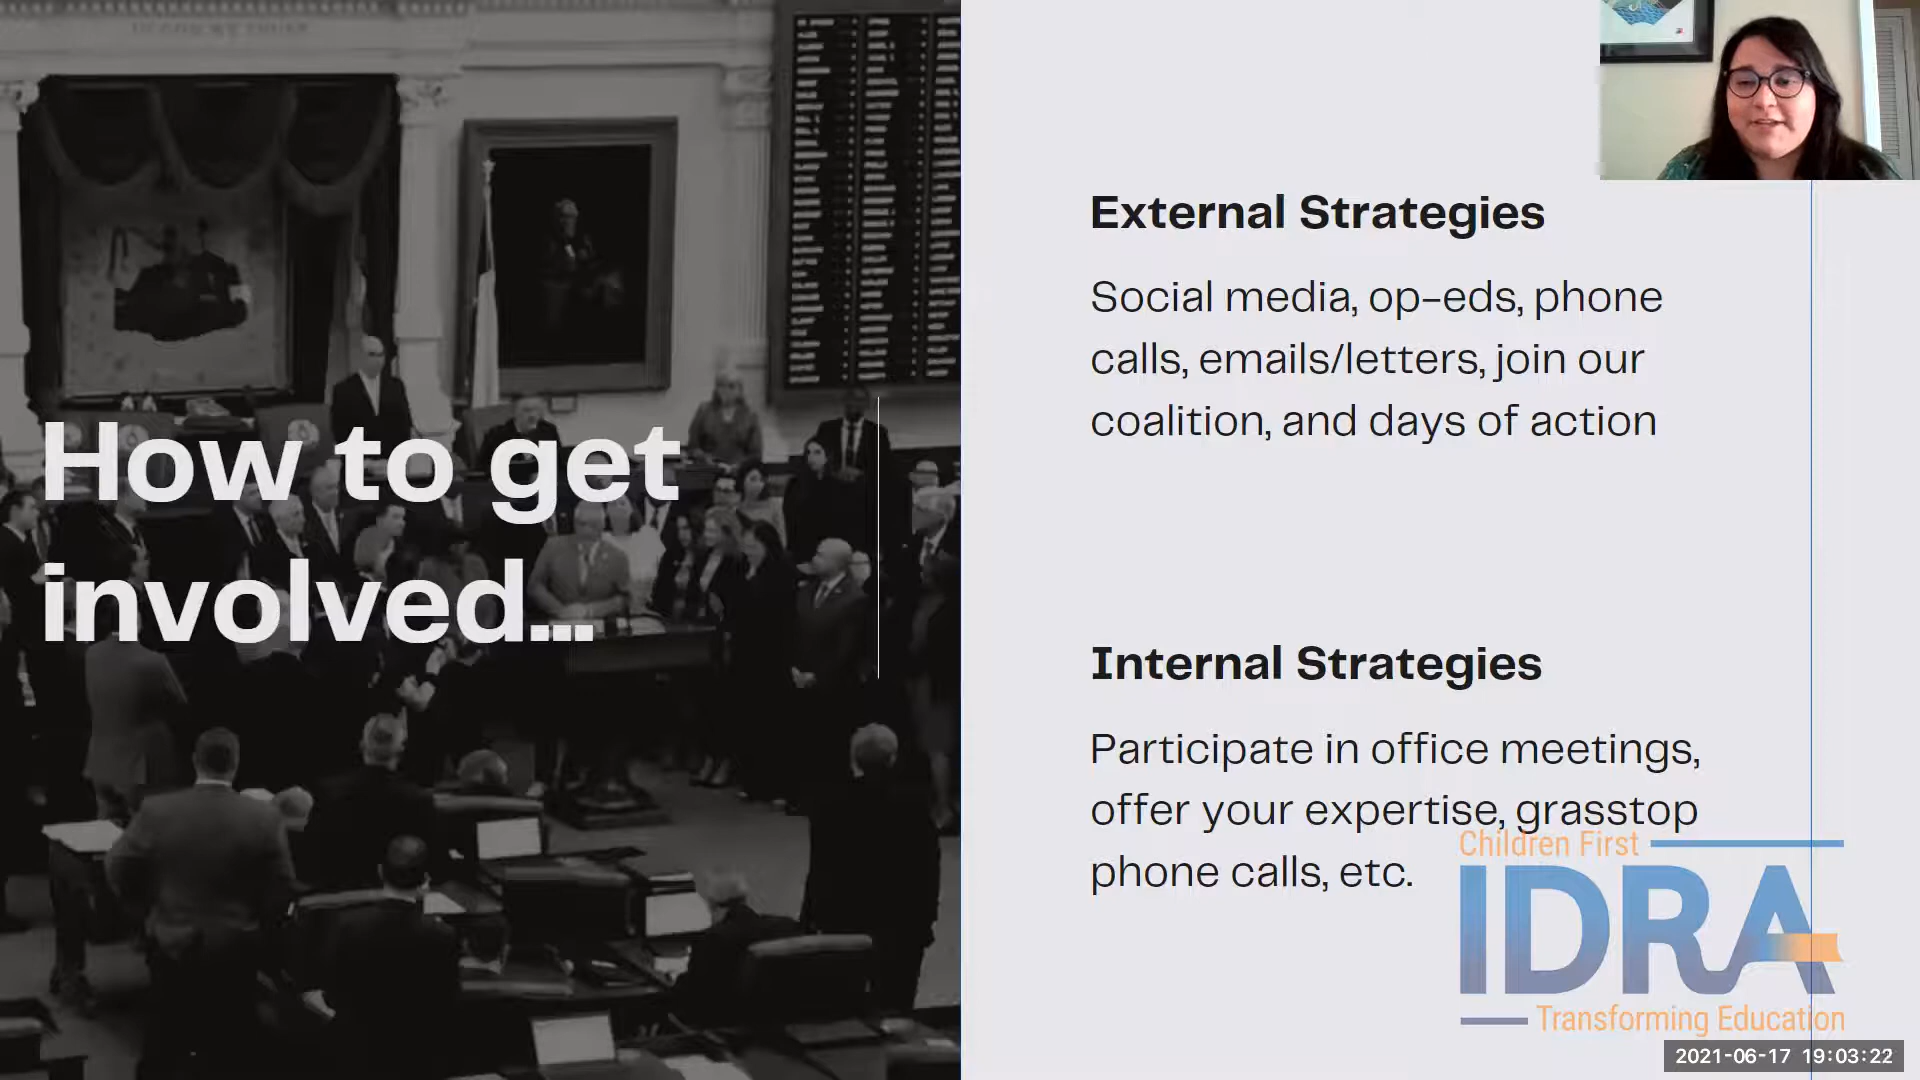 How to get
involved...
External Strategies
Social media, op-eds, phone
calls, emails/letters, join our
coalition, and days of action
Internal Strategies
Participate in office meetings,
offer your expertise, grasstop
phone calls, etc.
Children First
IDRA
Transforming Education
2021-06-17 19:03:22